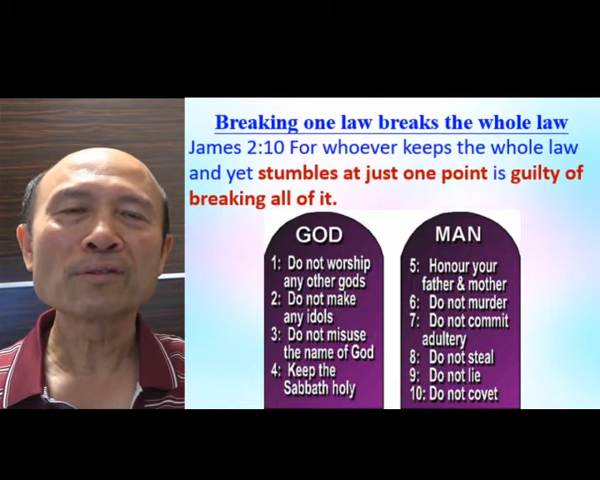 Breaking one law breaks the whole law
James 2:10 For whoever keeps the whole law
and yet stumbles at just one point is guilty of
breaking all of it.
GOD
1: Do not worship
any other gods
2: Do not make
any idols
3: Do not misuse
the name of God
4: Keep the
Sabbath holy
MAN
5: Honour your
father & mother
6: Do not murder
7: Do not commit
adultery
8: Do not steal
9: Do not lie
10: Do not covet